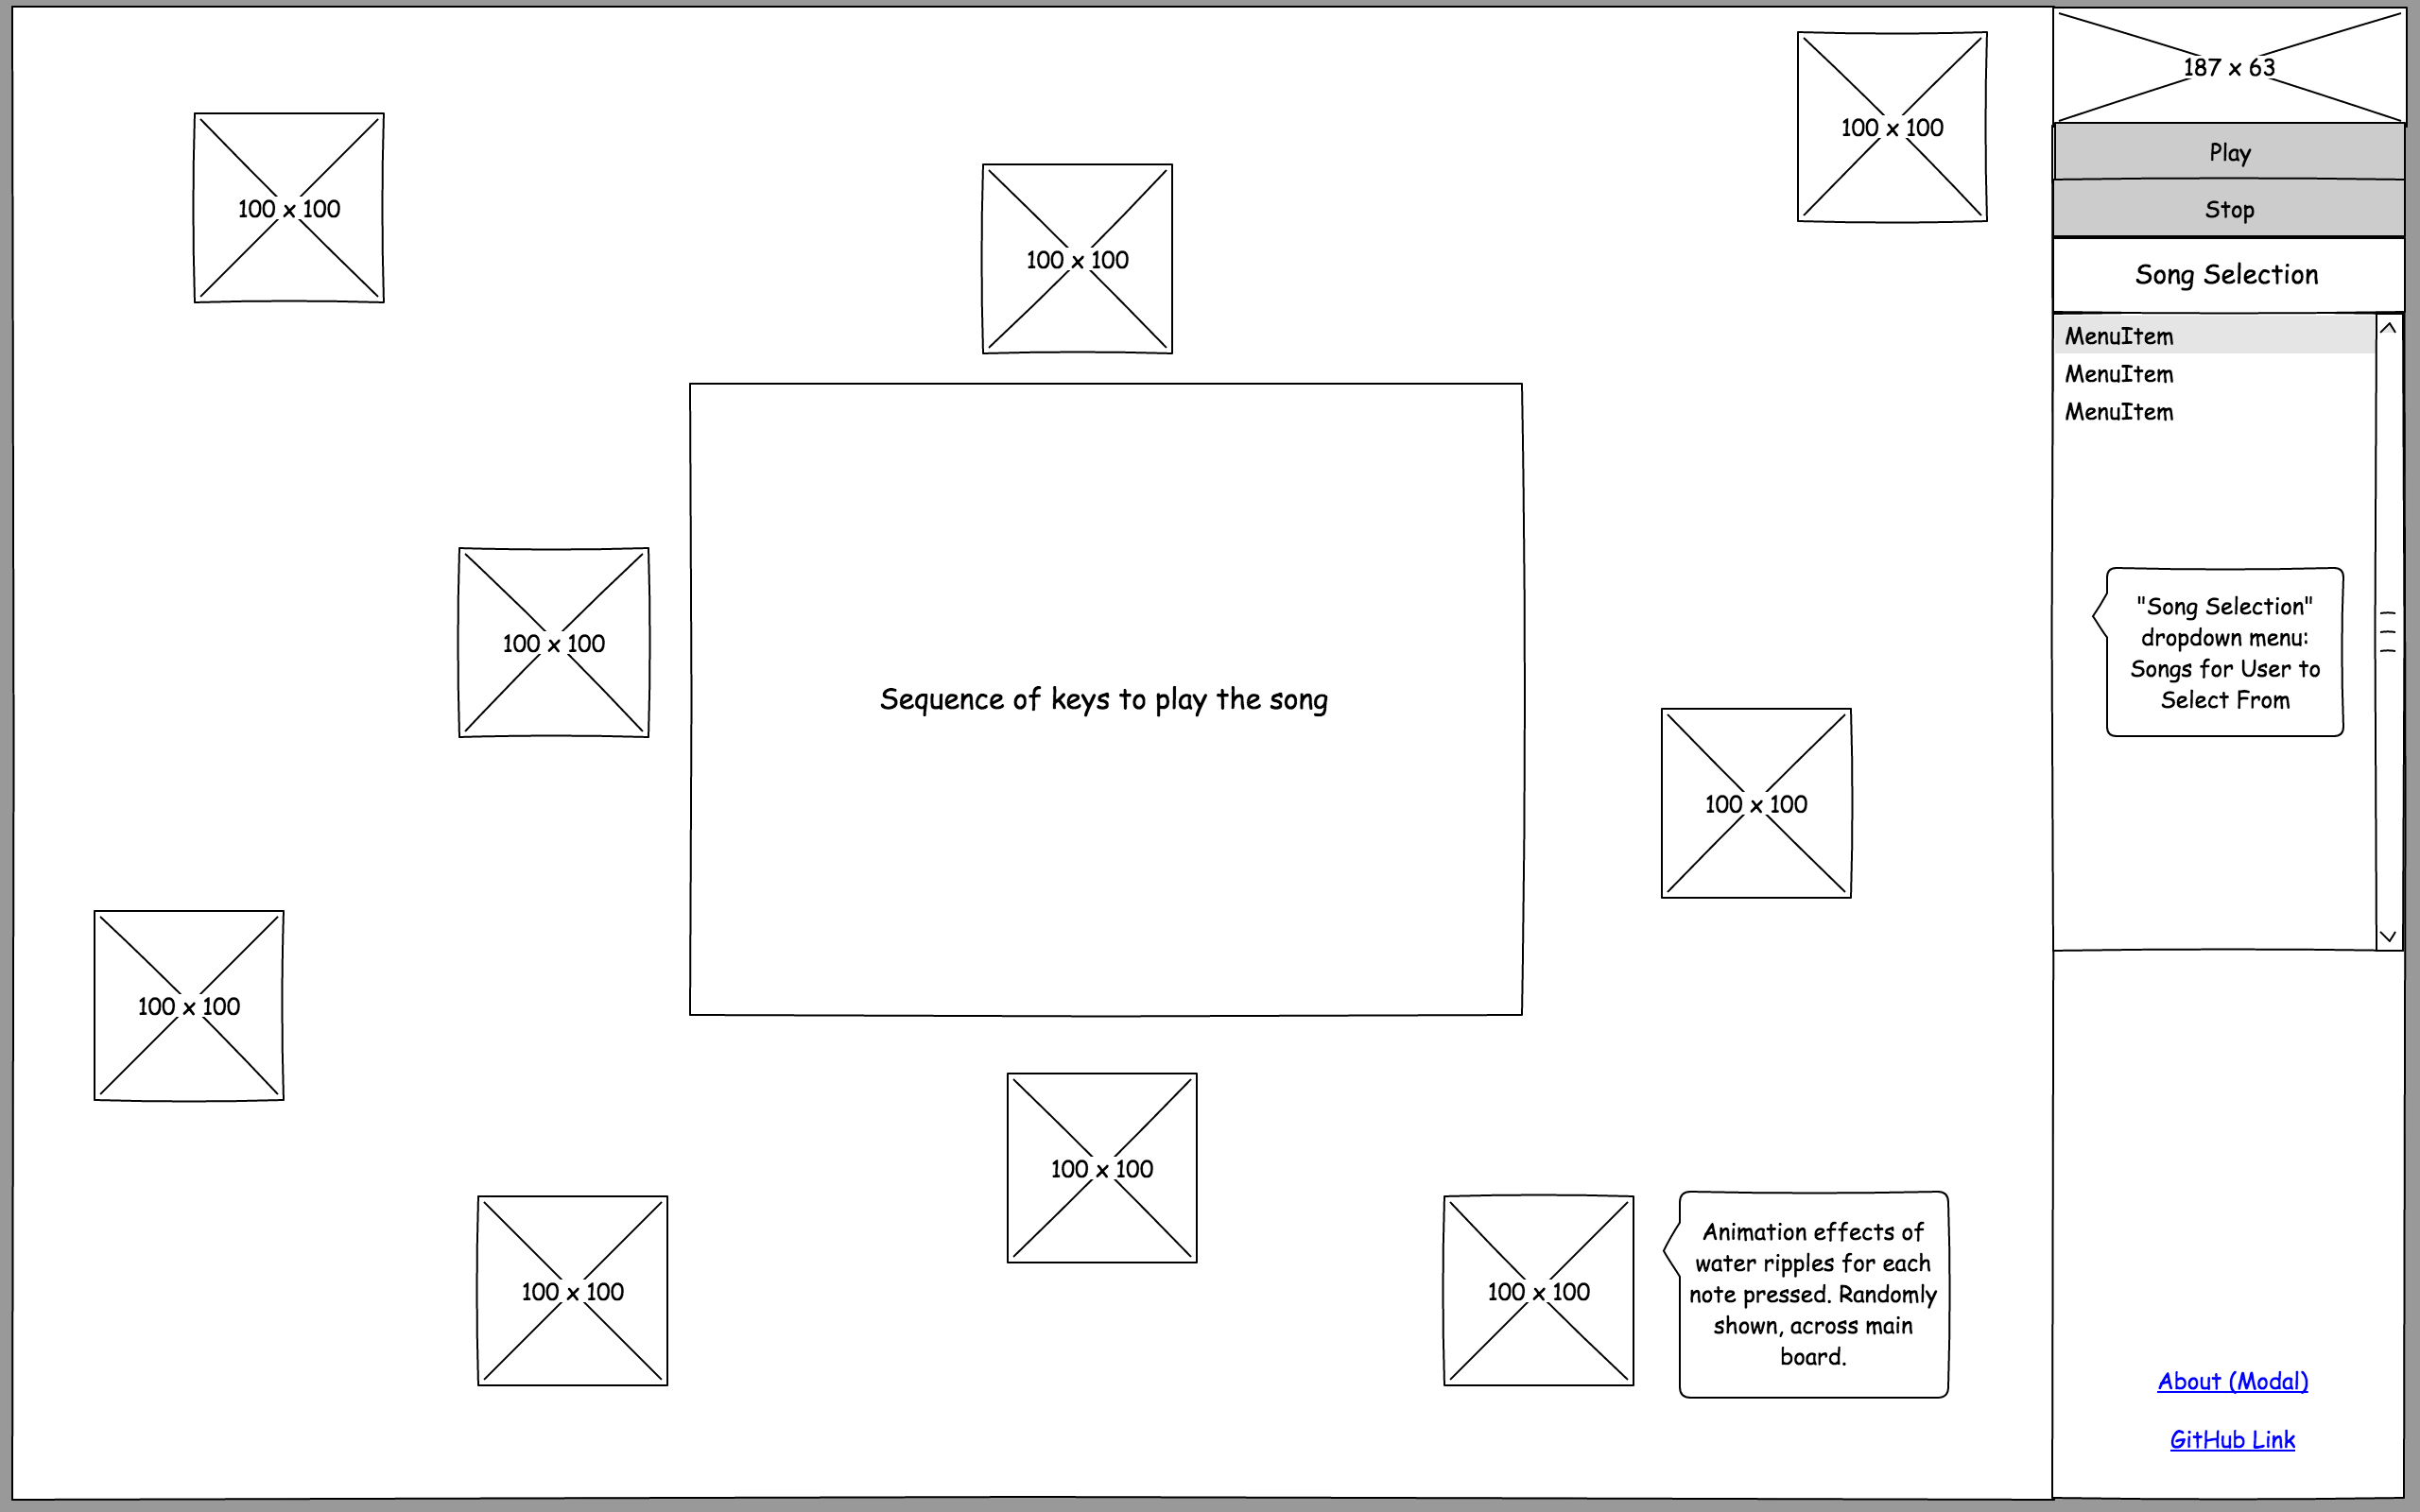 100 x 100
100 x 100
100 x 100
100 x 100
Sequence of keys to play the song
100 x 100
100 x 100
100 x 100
100 x 100
100 x 100
Animation effects of
water ripples for each
note pressed. Randomly
shown, across main
board.
187 x 63
Play
Stop
Song Selection
MenuItem
MenuItem
MenuItem
"Song Selection"
dropdown menu:
Songs for User to
Select From
About (Modal)
GitHub Link